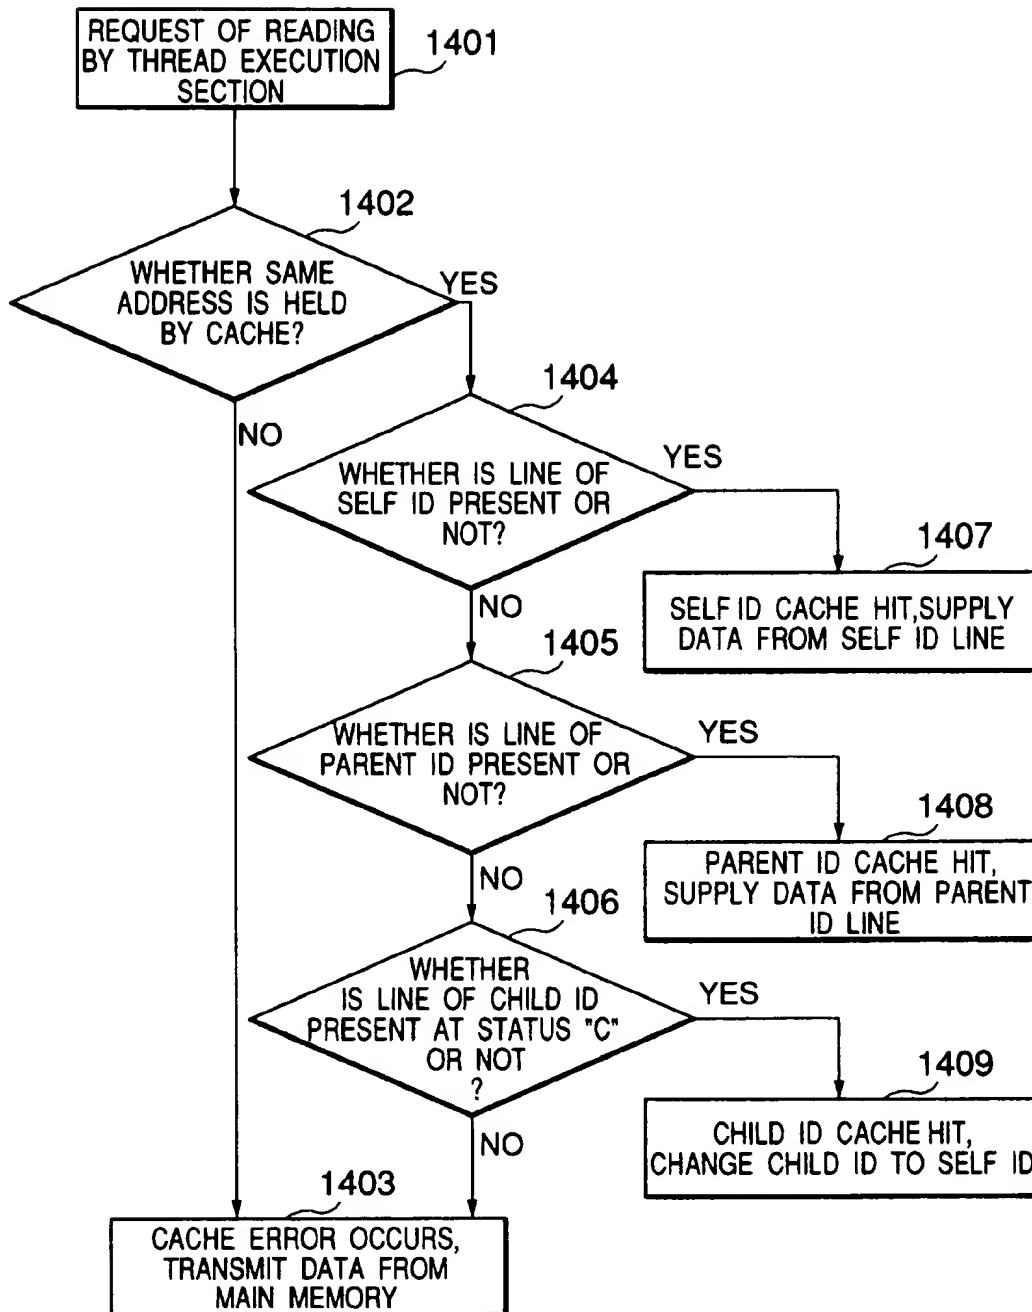 REQUEST OF READING
BY THREAD EXECUTION
SECTION
1401
1402
WHETHER SAME
ADDRESS IS HELD
BY CACHE?
YES
NO
1404
WHETHER IS LINE OF
SELF ID PRESENT OR
NOT?
YES
NO
1407
SELF ID CACHE HIT,SUPPLY
DATA FROM SELF ID LINE
1405
WHETHER IS LINE OF
PARENT ID PRESENT OR
NOT?
YES
NO
1408
PARENT ID CACHE HIT,
SUPPLY DATA FROM PARENT
ID LINE
1406
WHETHER
IS LINE OF CHILD ID
PRESENT AT STATUS "C"
OR NOT
?
YES
NO
1409
CHILD ID CACHE HIT,
CHANGE CHILD ID TO SELF ID
1403
CACHE ERROR OCCURS,
TRANSMIT DATA FROM
MAIN MEMORY